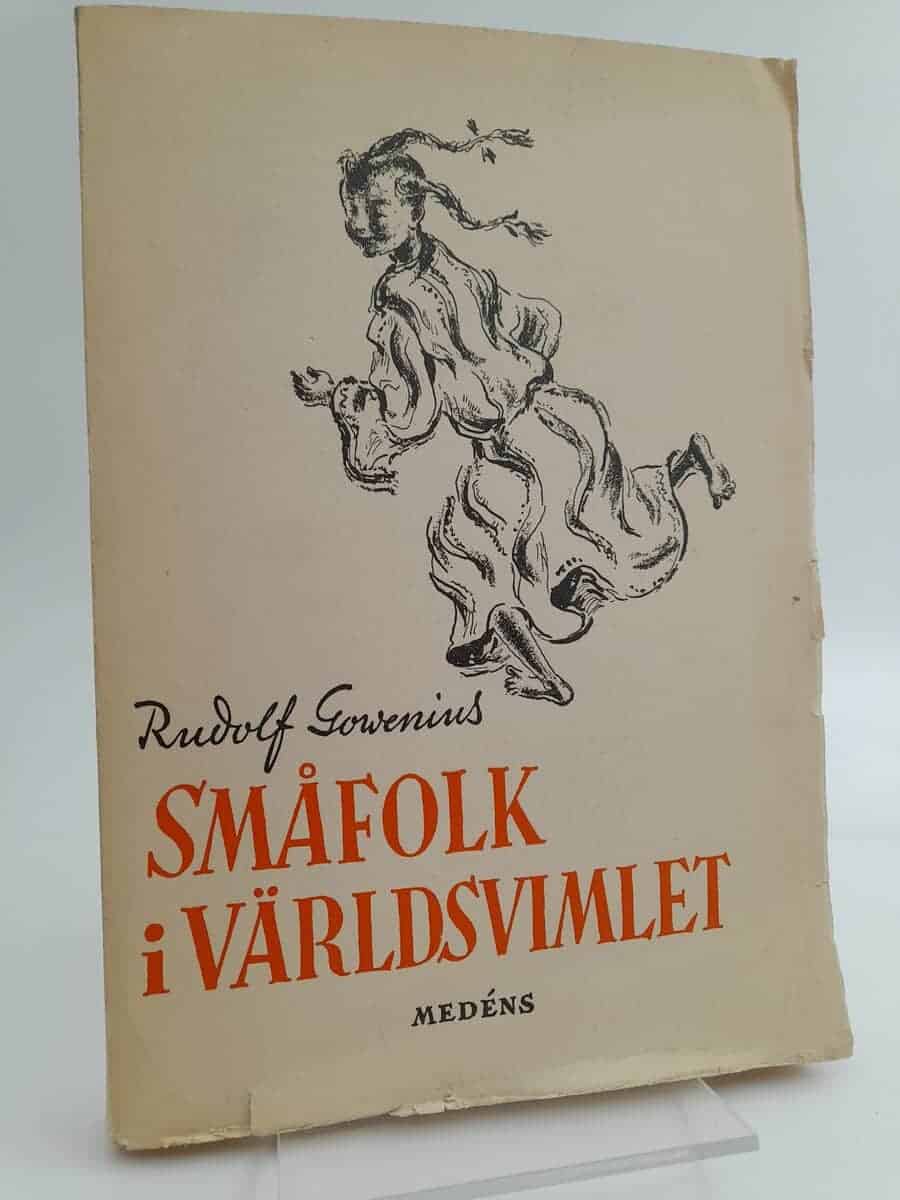 Rudolf Gowenius
SMÅFOLK
i VÄRLDSVIMLET
MEDÉNS